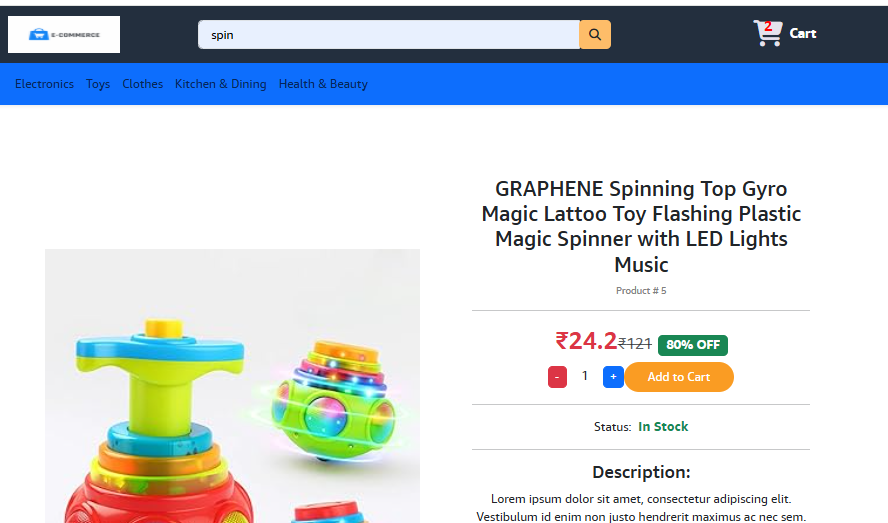 E-COMMERCE
spin
2
Cart
Electronics Toys Clothes Kitchen & Dining Health & Beauty
GRAPHENE Spinning Top Gyro
Magic Lattoo Toy Flashing Plastic
Magic Spinner with LED Lights
Music
Product # 5
₹24.2 ₹121 80% OFF
- 1 + Add to Cart
Status: In Stock
Description:
Lorem ipsum dolor sit amet, consectetur adipiscing elit.
Vestibulum id enim non justo hendrerit maximus ac nec sem.